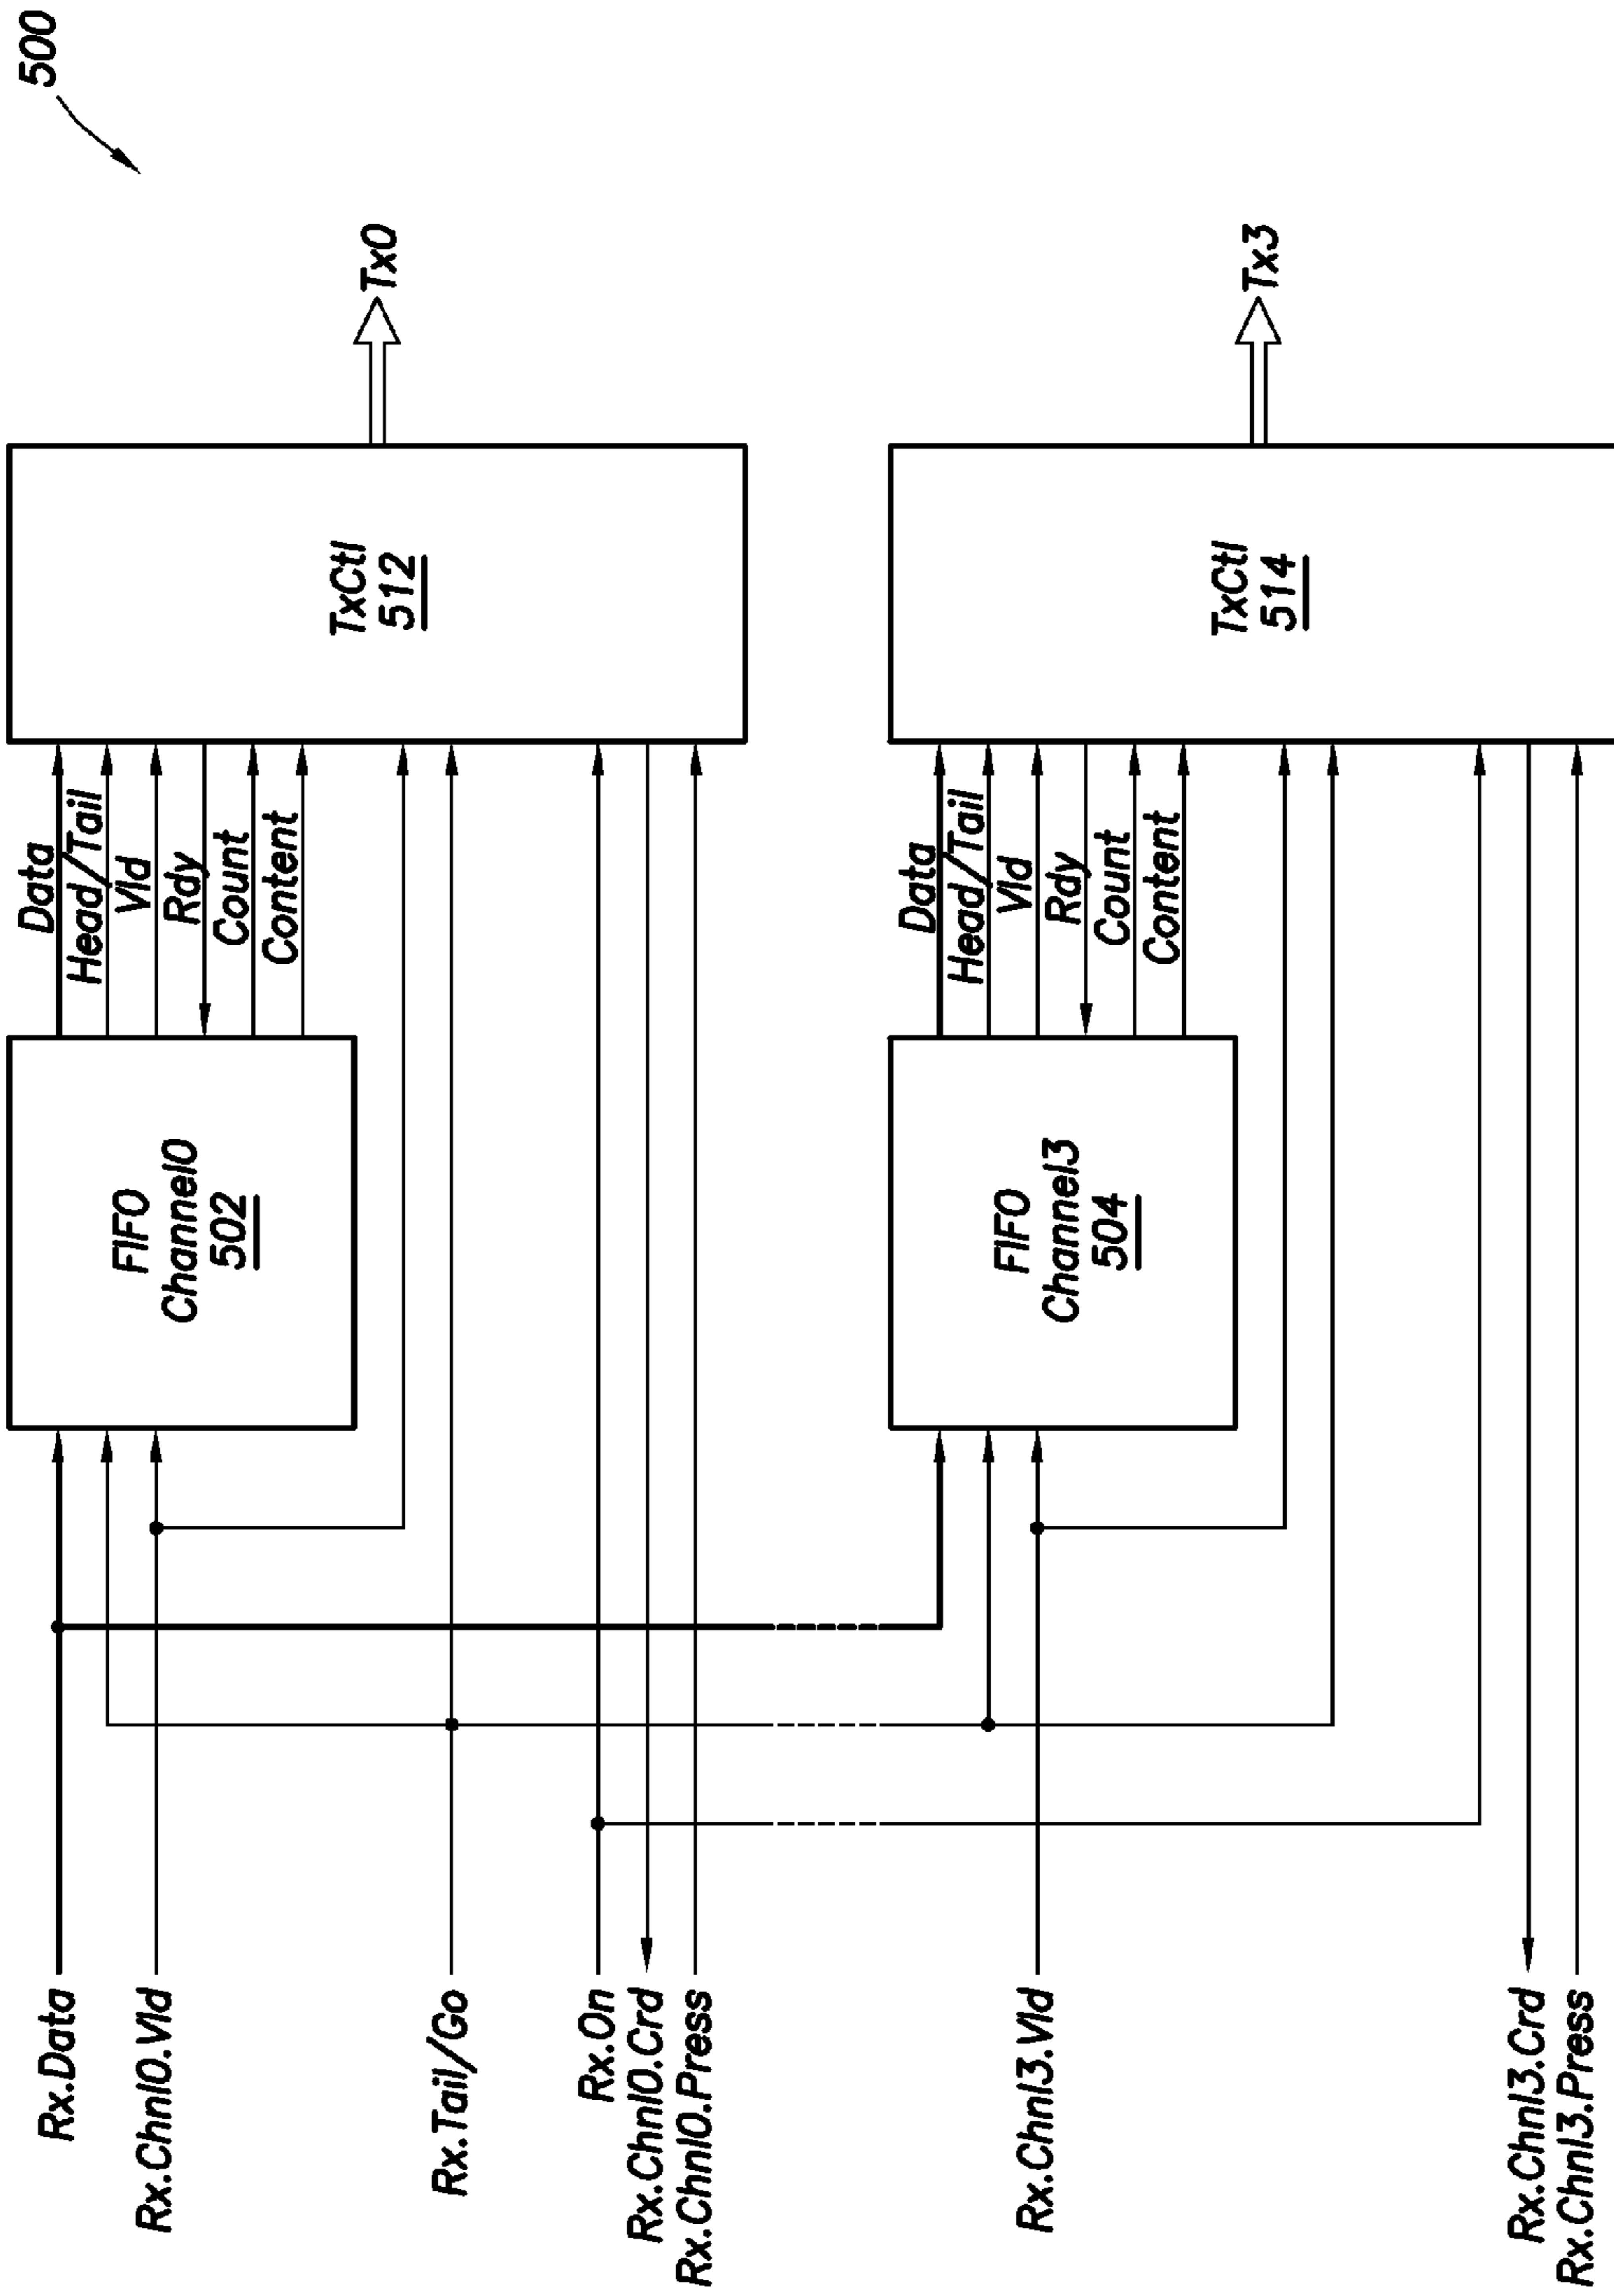 500
Rx.Data
Rx.Chnl0.Vld
Rx.Tail/Go
Rx.On
Rx.Chnl0.Crd
Rx.Chnl0.Press
FIFO
Channel0
502
Data
Head/Tail
Vld
Rdy
Count
Content
TxCtl
512
Tx0
Rx.Chnl3.Vld
Rx.Chnl3.Crd
Rx.Chnl3.Press
FIFO
Channel3
504
Data
Head/Tail
Vld
Rdy
Count
Content
TxCtl
514
Tx3